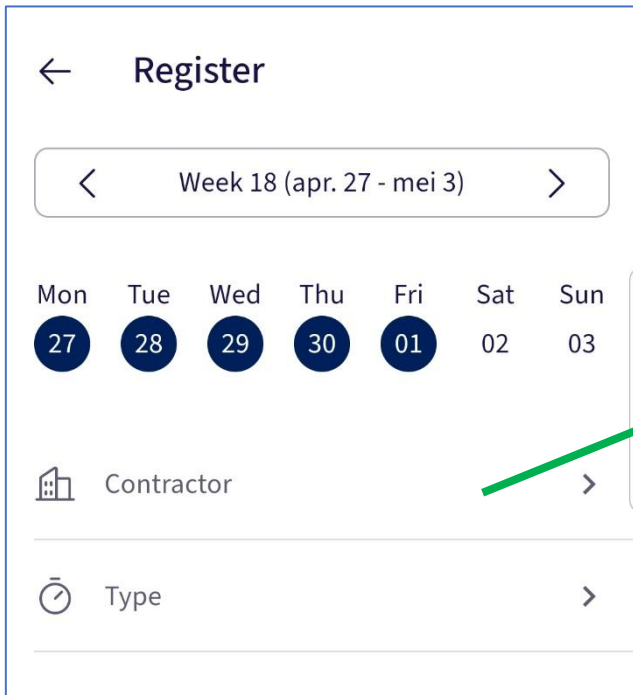 Register
Week 18 (apr. 27 - mei 3)
Mon Tue Wed Thu Fri Sat Sun
27 28 29 30 01 02 03
Contractor
Type